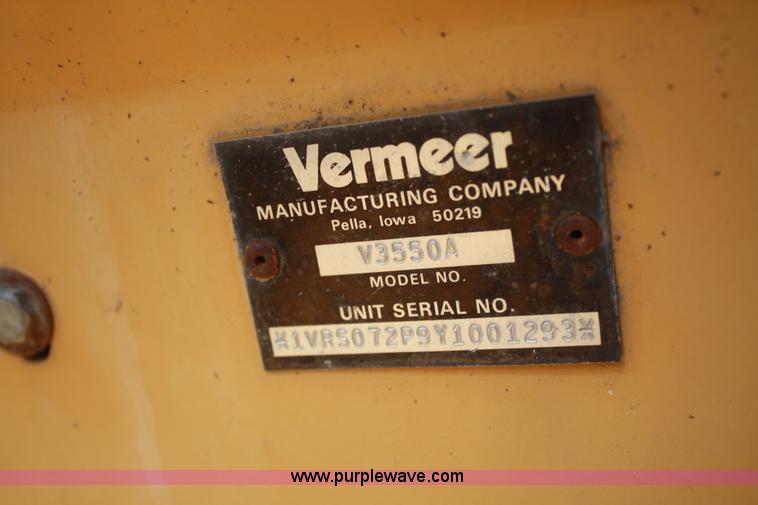 Vermeer
MANUFACTURING COMPANY
Pella, Iowa 50219
V3550A
MODEL NO.
UNIT SERIAL NO.
*1VRS072P9Y1001293*
www.purplewave.com